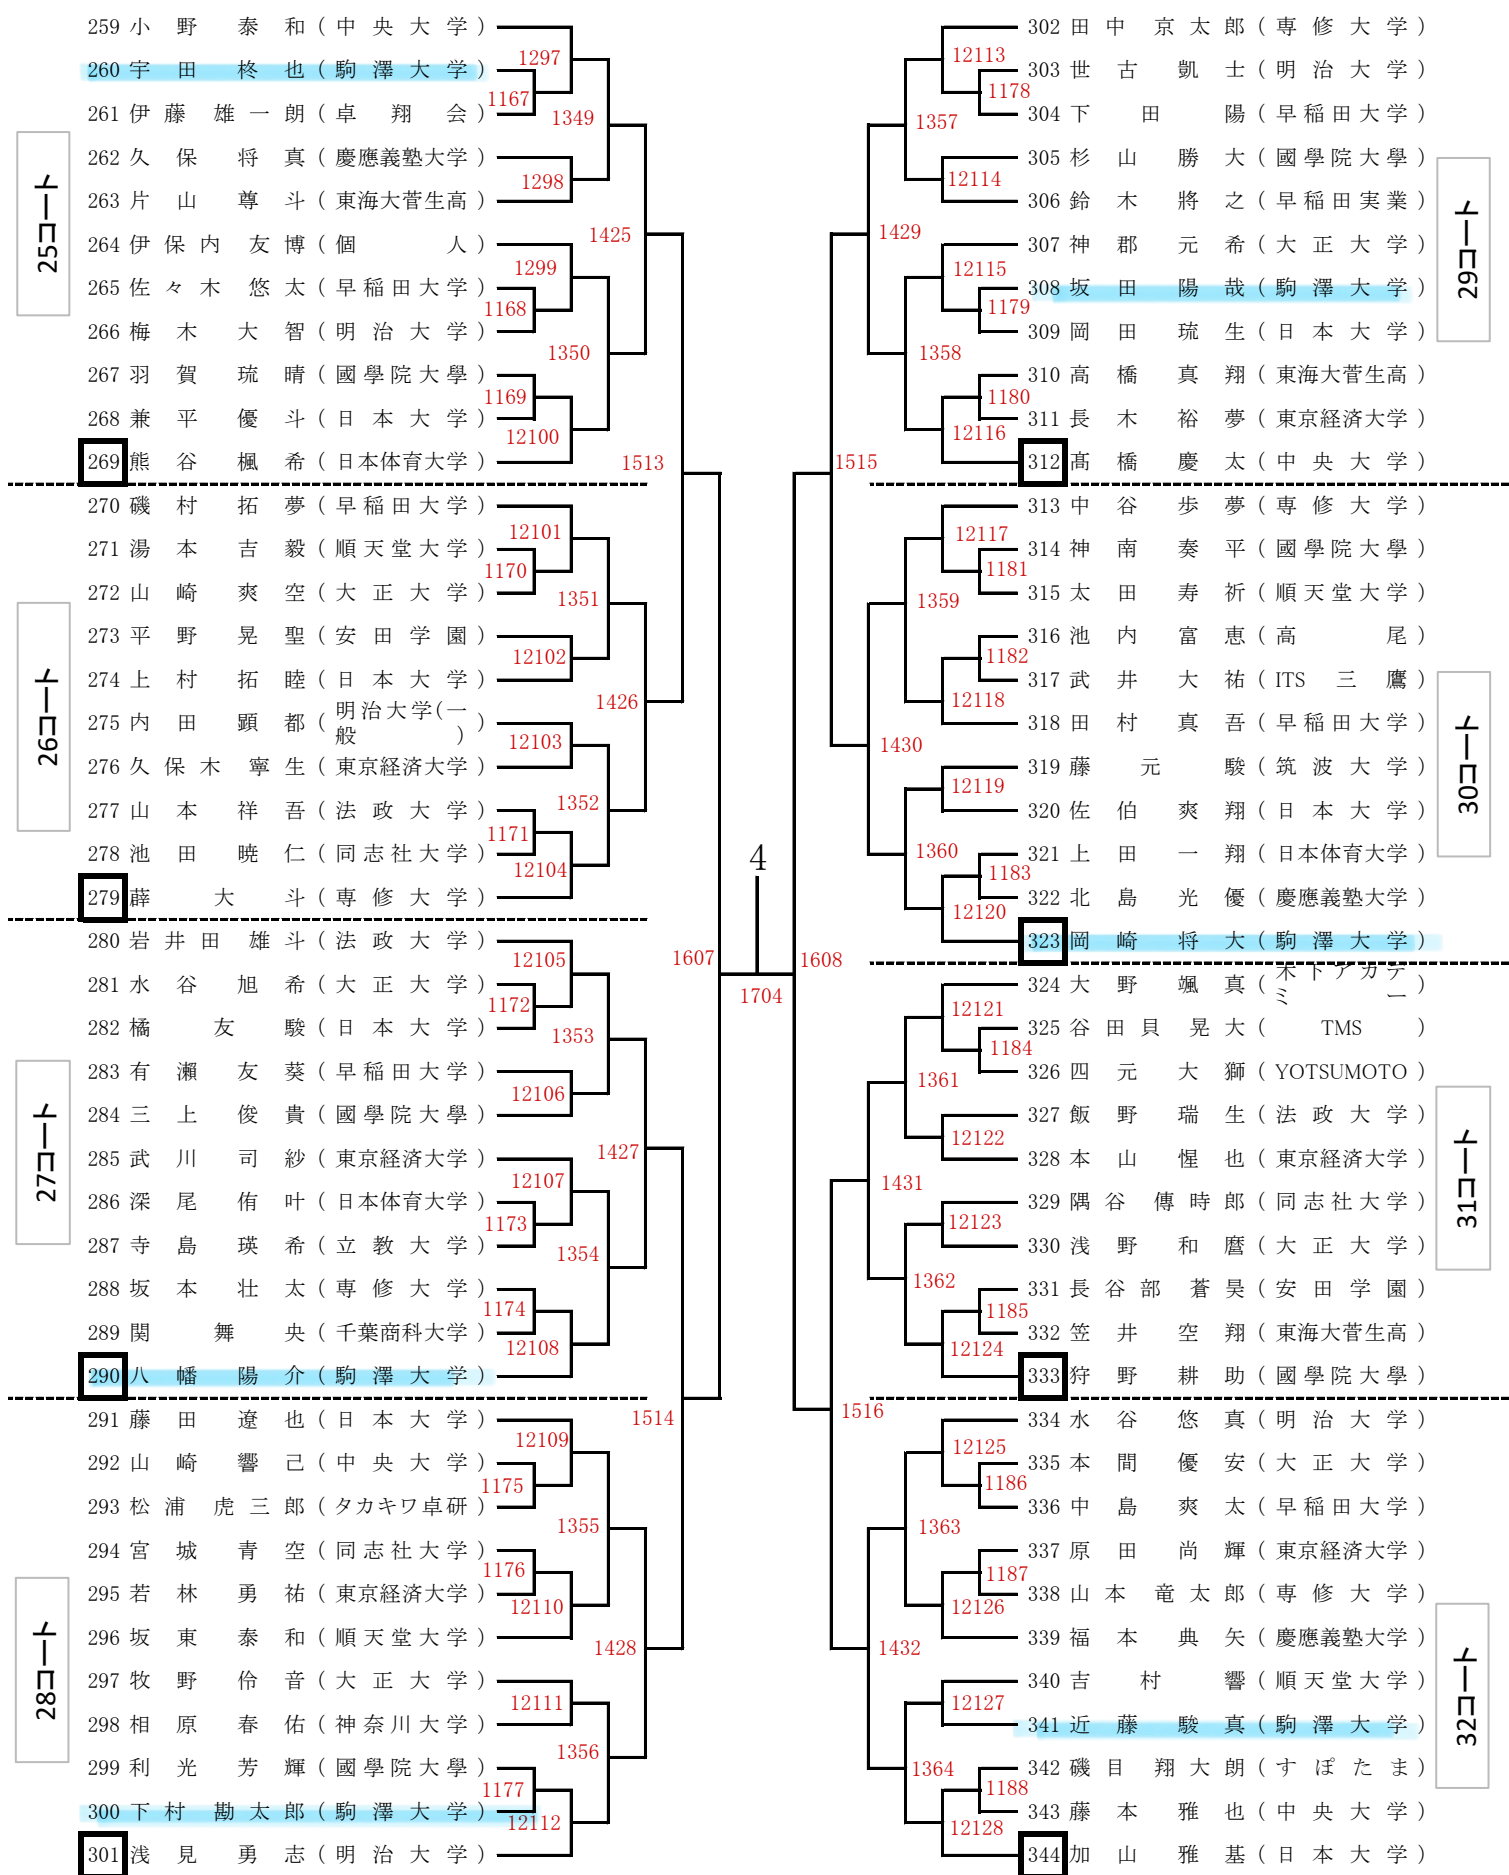 259 小野 泰和 (中央大学)
260 宇田 柊也 (駒澤大学)
1297
1167
261 伊藤 雄一朗 (卓翔会)
1349
262 久保 将真 (慶應義塾大学)
1298
263 片山 尊斗 (東海大菅生高)
25コート
1425
264 伊保内 友博 (個人)
1299
265 佐々木 悠太 (早稲田大学)
1168
266 梅木 大智 (明治大学)
1350
267 羽賀 琉晴 (國學院大學)
1169
268 兼平 優斗 (日本大学)
12100
269 熊谷 楓希 (日本体育大学)
1513
270 磯村 拓夢 (早稲田大学)
12101
271 湯本 吉毅 (順天堂大学)
1170
272 山崎 爽空 (大正大学)
1351
273 平野 晃聖 (安田学園)
12102
274 上村 拓睦 (日本大学)
26コート
1426
275 内田 顕都 (明治大学(一般)
12103
276 久保木 寧生 (東京経済大学)
1352
277 山本 祥吾 (法政大学)
1171
278 池田 暁仁 (同志社大学)
12104
279 薜 大斗 (専修大学)
280 岩井田 雄斗 (法政大学)
12105
1607
281 水谷 旭希 (大正大学)
1172
282 橘 友駿 (日本大学)
1353
283 有瀬 友葵 (早稲田大学)
12106
284 三上 俊貴 (國學院大學)
27コート
1427
285 武川 司紗 (東京経済大学)
12107
286 深尾 侑叶 (日本体育大学)
1173
287 寺島 瑛希 (立教大学)
1354
288 坂本 壮太 (専修大学)
1174
289 関 舞央 (千葉商科大学)
12108
290 八幡 陽介 (駒澤大学)
1514
291 藤田 遼也 (日本大学)
12109
292 山崎 響己 (中央大学)
1175
293 松浦 虎三郎 (タカキワ卓研)
1355
294 宮城 青空 (同志社大学)
1176
295 若林 勇祐 (東京経済大学)
12110
296 坂東 泰和 (順天堂大学)
28コート
1428
297 牧野 伶音 (大正大学)
12111
298 相原 春佑 (神奈川大学)
1356
299 利光 芳輝 (國學院大學)
1177
300 下村 勘太郎 (駒澤大学)
12112
301 浅見 勇志 (明治大学)
4
1704
302 田中 京太郎 (専修大学)
12113
303 世古 凱士 (明治大学)
1178
304 下田 陽 (早稲田大学)
1357
305 杉山 勝大 (國學院大學)
12114
306 鈴木 將之 (早稲田実業)
29コート
1429
307 神郡 元希 (大正大学)
12115
308 坂田 陽哉 (駒澤大学)
1179
309 岡田 琉生 (日本大学)
1358
310 高橋 真翔 (東海大菅生高)
1180
311 長木 裕夢 (東京経済大学)
12116
312 髙橋 慶太 (中央大学)
1515
313 中谷 歩夢 (専修大学)
12117
314 神南 奏平 (國學院大學)
1181
315 太田 寿祈 (順天堂大学)
1359
316 池内 富恵 (高尾)
1182
317 武井 大祐 (ITS三鷹)
12118
318 田村 真吾 (早稲田大学)
30コート
1430
319 藤元 駿 (筑波大学)
12119
320 佐伯 爽翔 (日本大学)
1360
321 上田 一翔 (日本体育大学)
1183
322 北島 光優 (慶應義塾大学)
12120
323 岡崎 将大 (駒澤大学)
1608
324 大野 颯真 (木下アカデミー)
12121
325 谷田貝 晃大 (TMS)
1184
326 四元 大獅 (YOTSUMOTO)
1361
327 飯野 瑞生 (法政大学)
12122
328 本山 惺也 (東京経済大学)
31コート
1431
329 隅谷 傳時郎 (同志社大学)
12123
330 浅野 和麿 (大正大学)
1362
331 長谷部 蒼昊 (安田学園)
1185
332 笠井 空翔 (東海大菅生高)
12124
333 狩野 耕助 (國學院大學)
1516
334 水谷 悠真 (明治大学)
12125
335 本間 優安 (大正大学)
1186
336 中島 爽太 (早稲田大学)
1363
337 原田 尚輝 (東京経済大学)
1187
338 山本 竜太郎 (専修大学)
12126
339 福本 典矢 (慶應義塾大学)
32コート
1432
340 吉村 響 (順天堂大学)
12127
341 近藤 駿真 (駒澤大学)
1364
342 磯目 翔大朗 (すぽたま)
1188
343 藤本 雅也 (中央大学)
12128
344 加山 雅基 (日本大学)